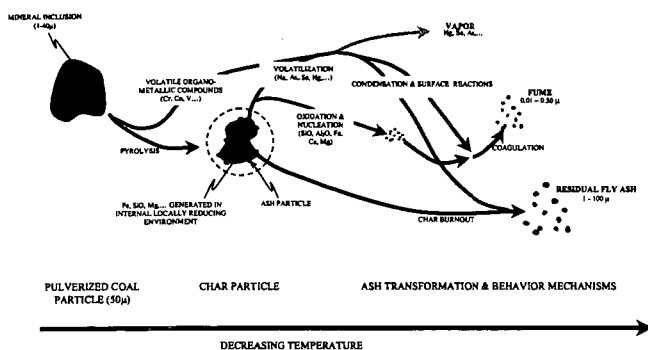 MINERAL INCLUSION
(1-40μ)
VAPOR
Hg, Se, As,...
VOLATILIZATION
(Na, As, Se, Hg,...)
CONDENSATION & SURFACE REACTIONS
VOLATILE ORGANO-
METALLIC COMPOUNDS
(Cr, Co, V...)
FUME
0.01 - 0.30 μ
OXIDATION &
NUCLEATION
(SiO, Al₂O, Fe,
Ca, Mg)
PYROLYSIS
COAGULATION
Fe, SiO, Mg,... GENERATED IN
INTERNAL LOCALLY REDUCING
ENVIRONMENT
ASH PARTICLE
CHAR BURNOUT
RESIDUAL FLY ASH
1 - 100 μ
PULVERIZED COAL
PARTICLE (50μ)
CHAR PARTICLE
ASH TRANSFORMATION & BEHAVIOR MECHANISMS
DECREASING TEMPERATURE